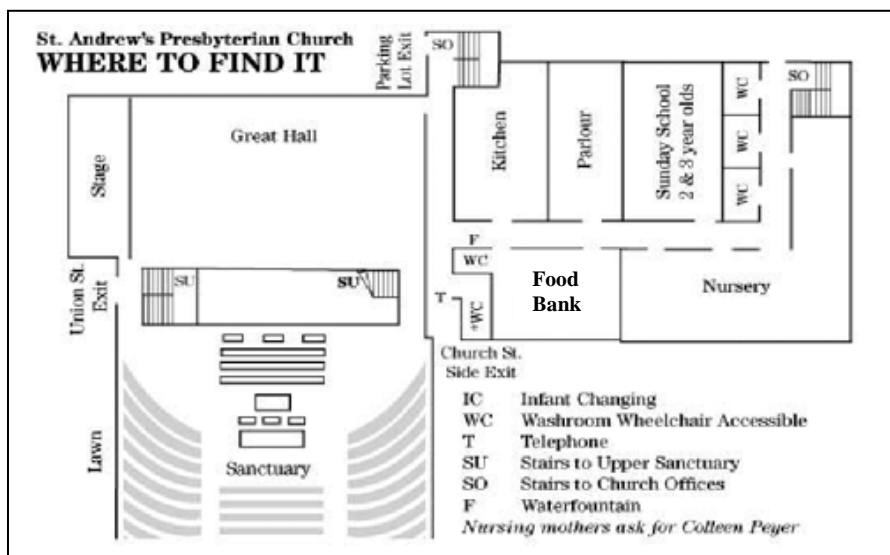 St. Andrew's Presbyterian Church
WHERE TO FIND IT
Parking
Lot Exit
SO
SO
Great Hall
Stage
Kitchen
Parlour
Sunday School
2 & 3 year olds
WC
WC
WC
F
WC
Food
Bank
Nursery
T
+WC
Union St.
Exit
SU
SU
Church St.
Side Exit
Lawn
Sanctuary
IC Infant Changing
WC Washroom Wheelchair Accessible
T Telephone
SU Stairs to Upper Sanctuary
SO Stairs to Church Offices
F Waterfountain
Nursing mothers ask for Colleen Peyer